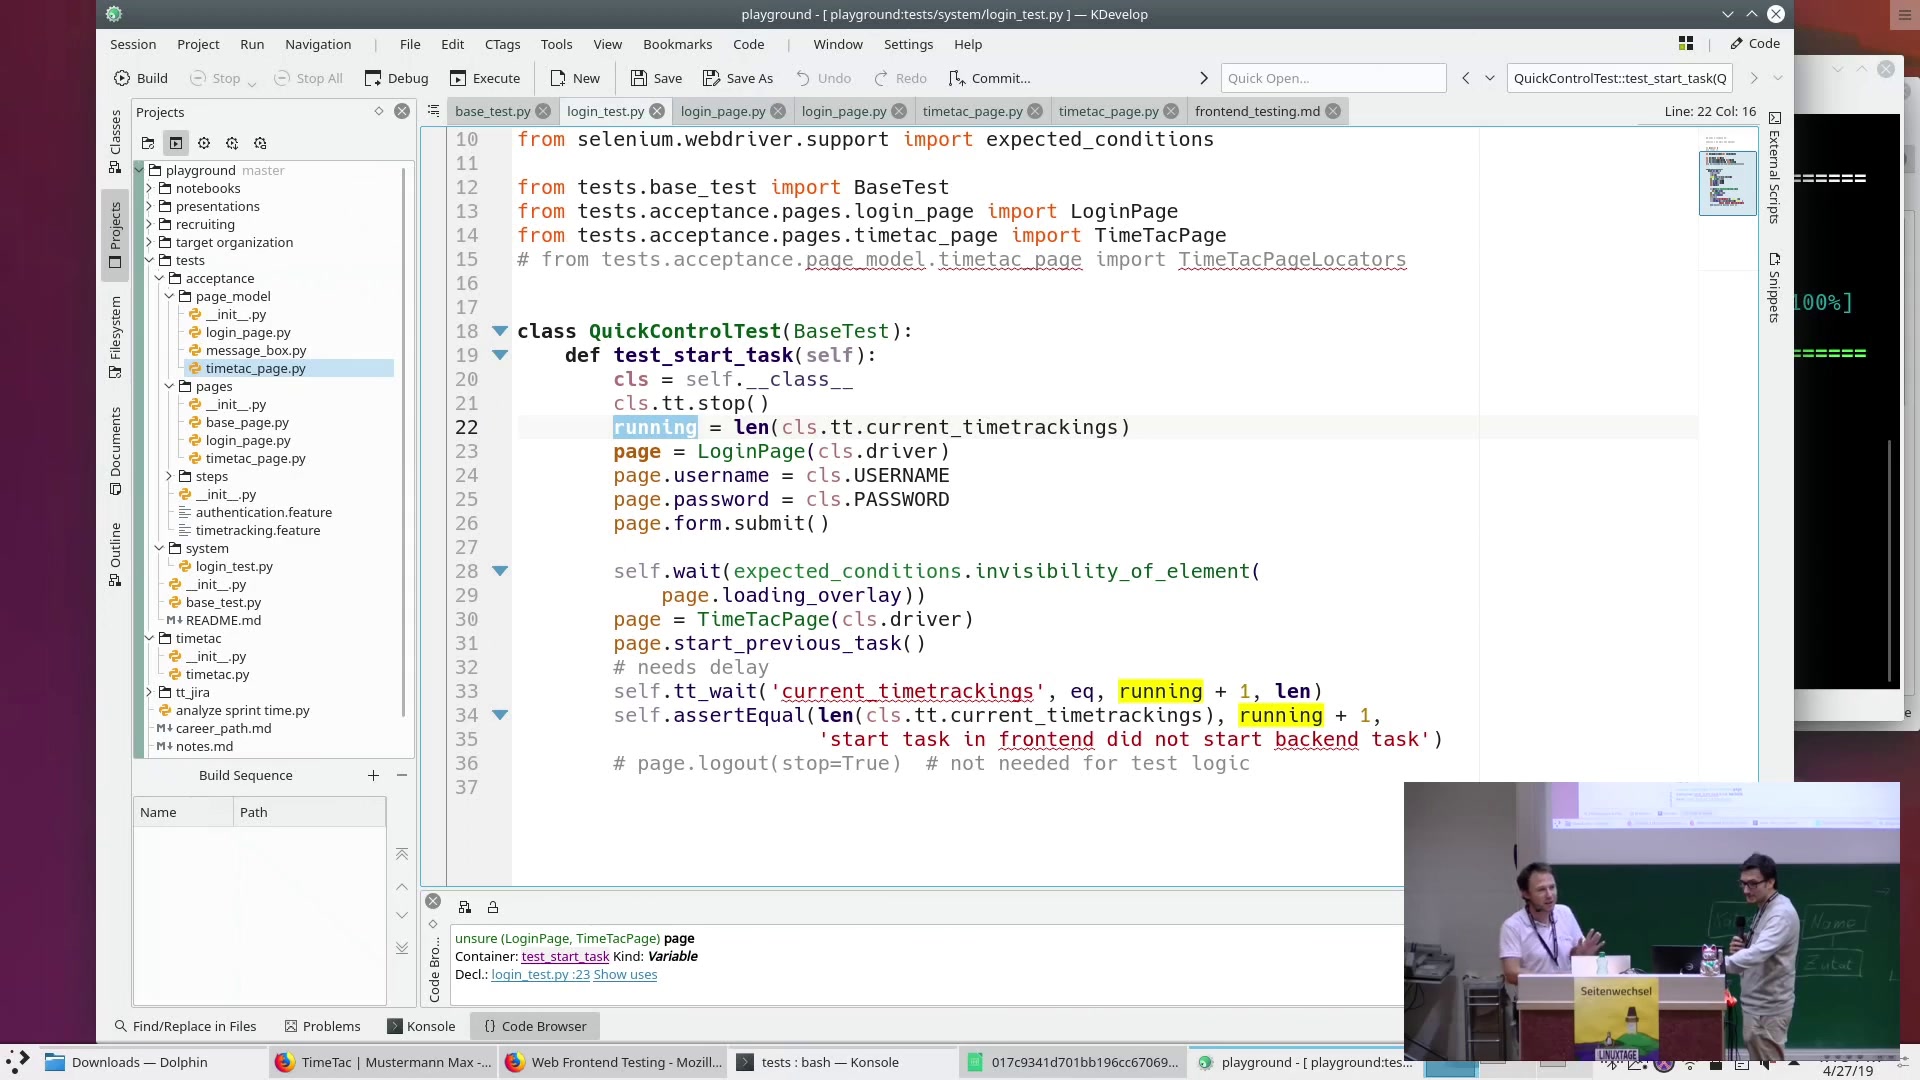 playground - [ playground:tests/system/login_test.py ] — KDevelop
Session Project Run Navigation | File Edit CTags Tools View Bookmarks Code | Window Settings Help
Code
Build Stop Stop All Debug Execute New Save Save As Undo Redo Commit...
Quick Open...
QuickControlTest::test_start_task(Q
Projects
base_test.py login_test.py login_page.py login_page.py timetac_page.py timetac_page.py frontend_testing.md
Line: 22 Col: 16
Classes
Projects
Filesystem
Documents
Outline
playground master
notebooks
presentations
recruiting
target organization
tests
acceptance
page_model
__init__.py
login_page.py
message_box.py
timetac_page.py
pages
__init__.py
base_page.py
login_page.py
timetac_page.py
steps
__init__.py
authentication.feature
timetracking.feature
system
login_test.py
__init__.py
base_test.py
README.md
timetac
__init__.py
timetac.py
tt_jira
analyze sprint time.py
career_path.md
notes.md
Build Sequence
Name Path
10 from selenium.webdriver.support import expected_conditions
11
12 from tests.base_test import BaseTest
13 from tests.acceptance.pages.login_page import LoginPage
14 from tests.acceptance.pages.timetac_page import TimeTacPage
15 # from tests.acceptance.page_model.timetac_page import TimeTacPageLocators
16
17
18 class QuickControlTest(BaseTest):
19 def test_start_task(self):
20 cls = self.__class__
21 cls.tt.stop()
22 running = len(cls.tt.current_timetrackings)
23 page = LoginPage(cls.driver)
24 page.username = cls.USERNAME
25 page.password = cls.PASSWORD
26 page.form.submit()
27
28 self.wait(expected_conditions.invisibility_of_element(
29 page.loading_overlay))
30 page = TimeTacPage(cls.driver)
31 page.start_previous_task()
32 # needs delay
33 self.tt_wait('current_timetrackings', eq, running + 1, len)
34 self.assertEqual(len(cls.tt.current_timetrackings), running + 1,
35 'start task in frontend did not start backend task')
36 # page.logout(stop=True) # not needed for test logic
37
External Scripts
Snippets
======
100%]
======
Code Bro...
unsure (LoginPage, TimeTacPage) page
Container: test_start_task Kind: Variable
Decl.: login_test.py :23 Show uses
Find/Replace in Files Problems Konsole {} Code Browser
Name
Zutat
Seitenwechsel
LINUXTAGE
Downloads — Dolphin
TimeTac | Mustermann Max -...
Web Frontend Testing - Mozill...
tests : bash — Konsole
017c9341d701bb196cc67069...
playground - [ playground:tes...
4/27/19